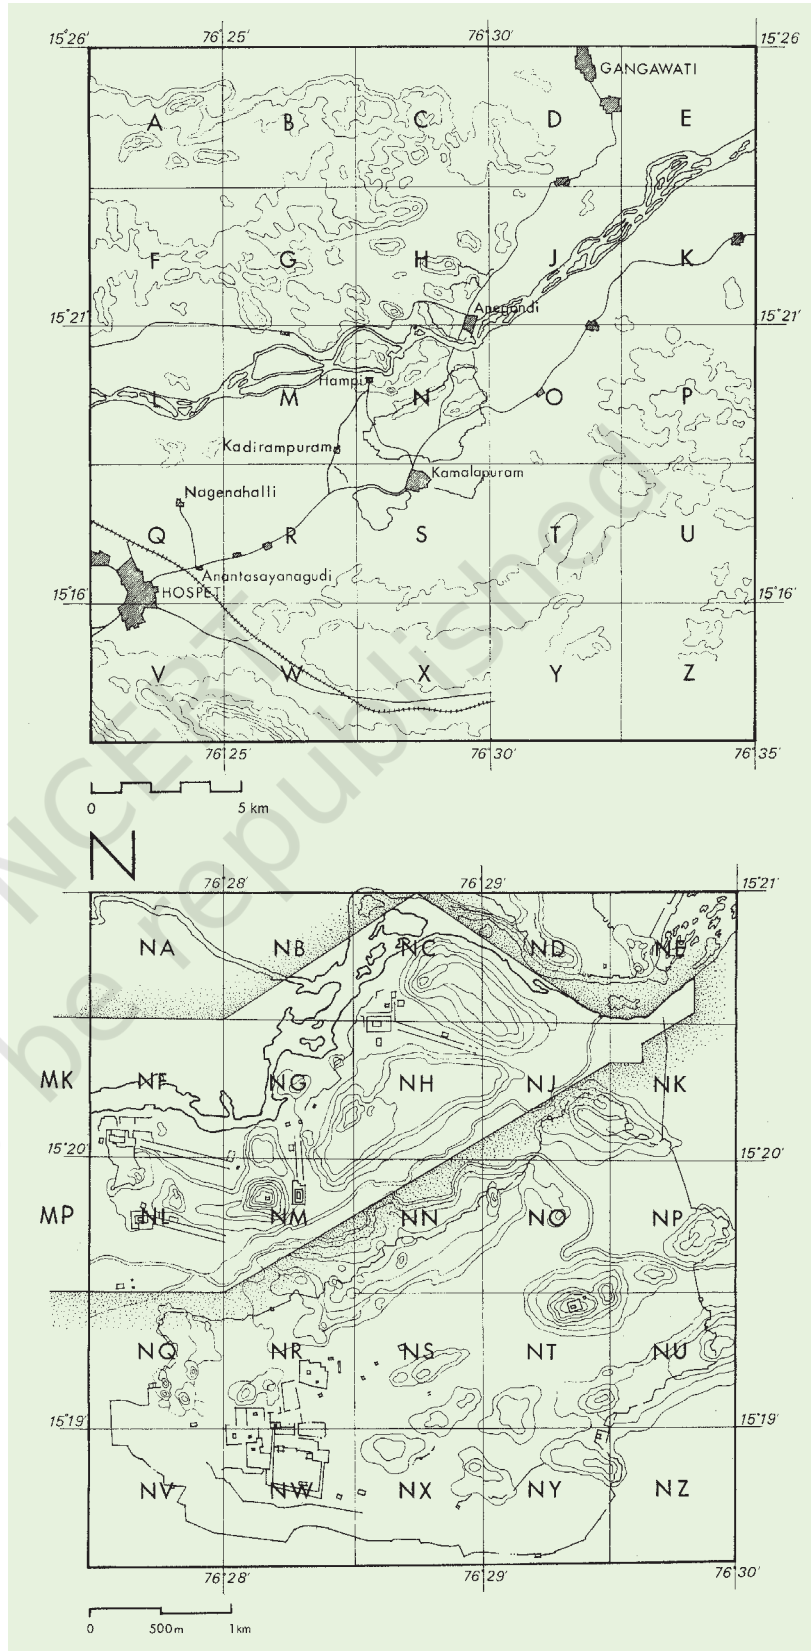 15°26' 76°25' 76°30' 15°26
GANGAWATI
A B C D E
F G H J K
Anegondi
15°21' 15°21'
Hampi
L M N O P
Kadirampuram
Kamalapuram
Nagenahalli
Q R S T U
Anantasayanagudi
HOSPET
15°16' 15°16'
V W X Y Z
76°25' 76°30' 76°35'
0 5 km
N
76°28' 76°29' 15°21'
NA NB NC ND NE
MK NF NG NH NJ NK
15°20' 15°20'
MP NL NM NN NO NP
NQ NR NS NT NU
15°19' 15°19'
NV NW NX NY NZ
76°28' 76°29' 76°30'
0 500m 1km
NCERT
be republished